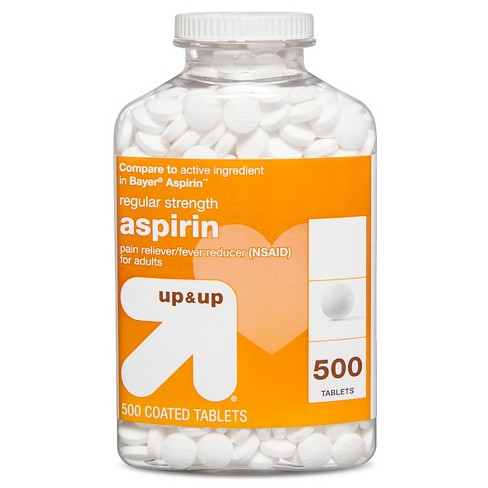 Compare to active ingredient
in Bayer® Aspirin™
regular strength
aspirin
pain reliever/fever reducer (NSAID)
for adults
up&up
®
500
TABLETS
500 COATED TABLETS